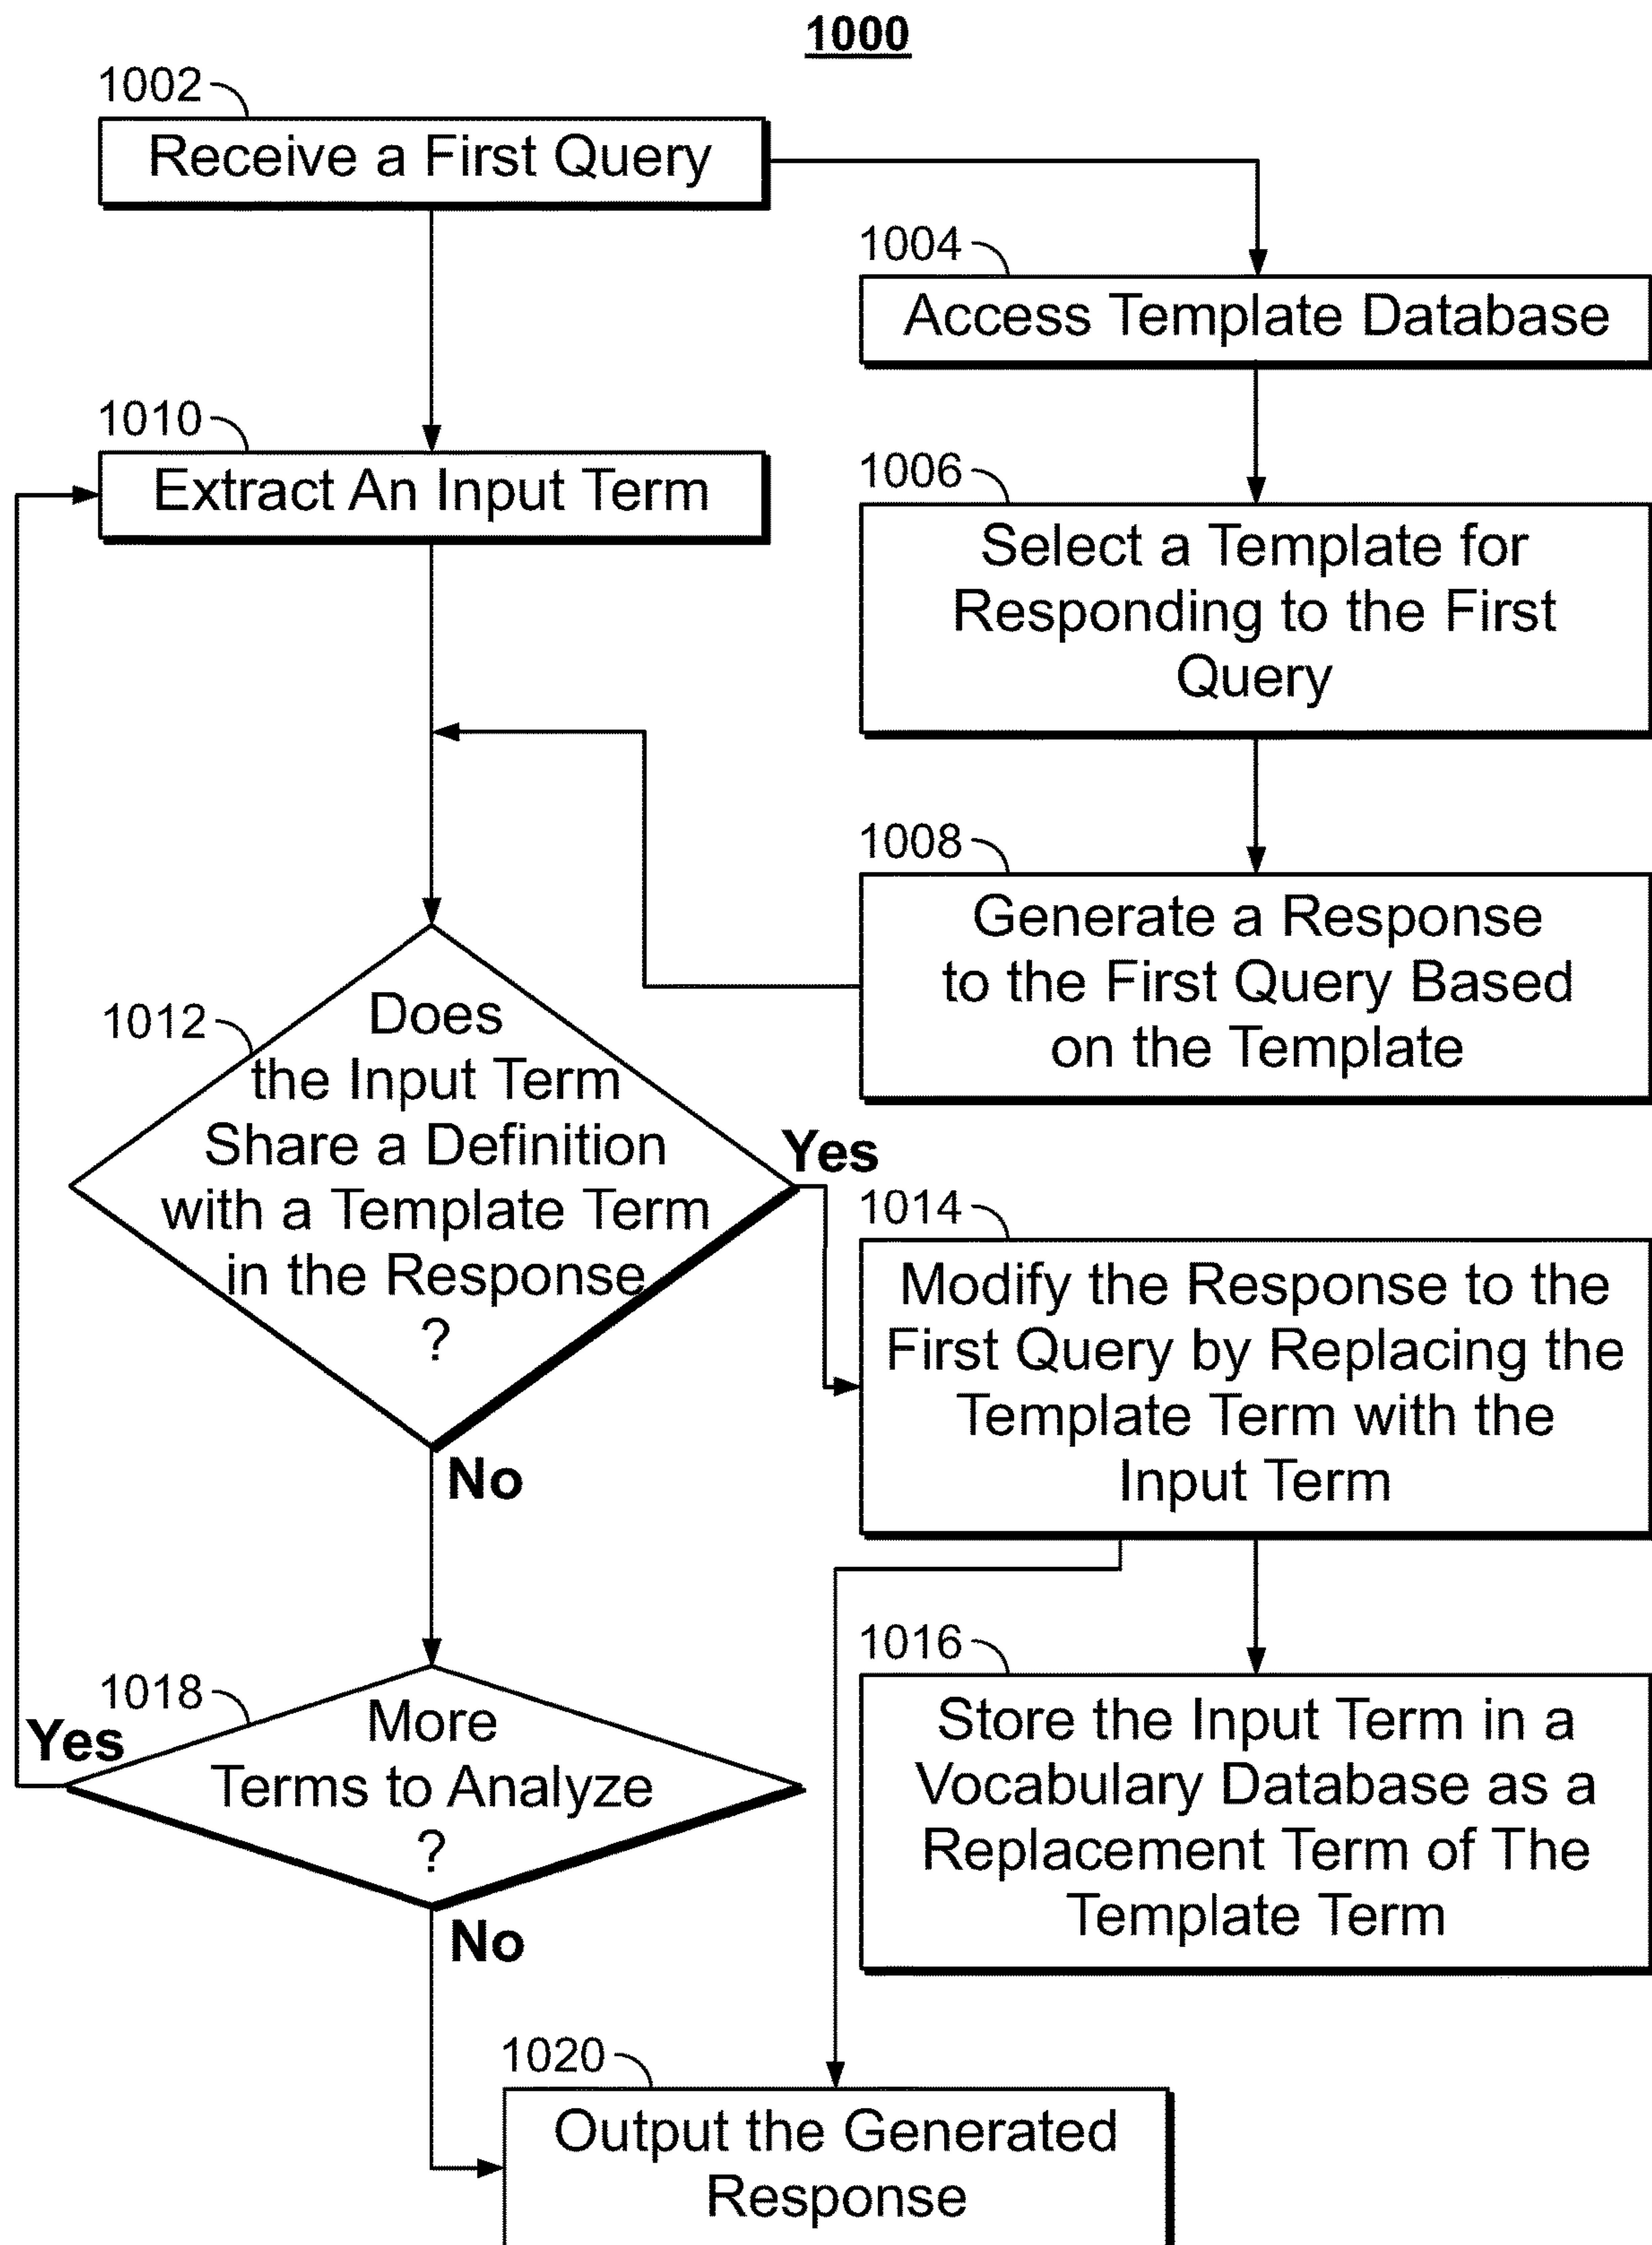 1000
1002
Receive a First Query
1004
Access Template Database
1010
Extract An Input Term
1006
Select a Template for
Responding to the First
Query
1008
Generate a Response
to the First Query Based
on the Template
1012
Does
the Input Term
Share a Definition
with a Template Term
in the Response
?
Yes
No
1014
Modify the Response to the
First Query by Replacing the
Template Term with the
Input Term
1016
Store the Input Term in a
Vocabulary Database as a
Replacement Term of The
Template Term
1018
More
Terms to Analyze
?
Yes
No
1020
Output the Generated
Response